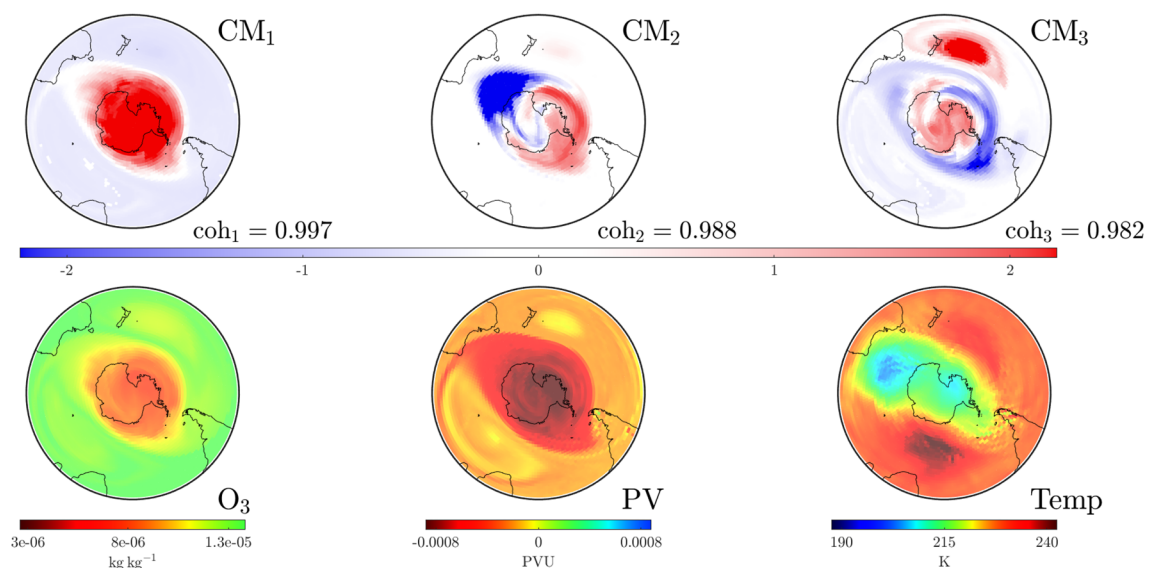 CM₁ CM₂ CM₃
coh₁ = 0.997 coh₂ = 0.988 coh₃ = 0.982
-2 -1 0 1 2
O₃ PV Temp
3e-06 8e-06 1.3e-05 -0.0008 0 0.0008 190 215 240
kg kg⁻¹ PVU K